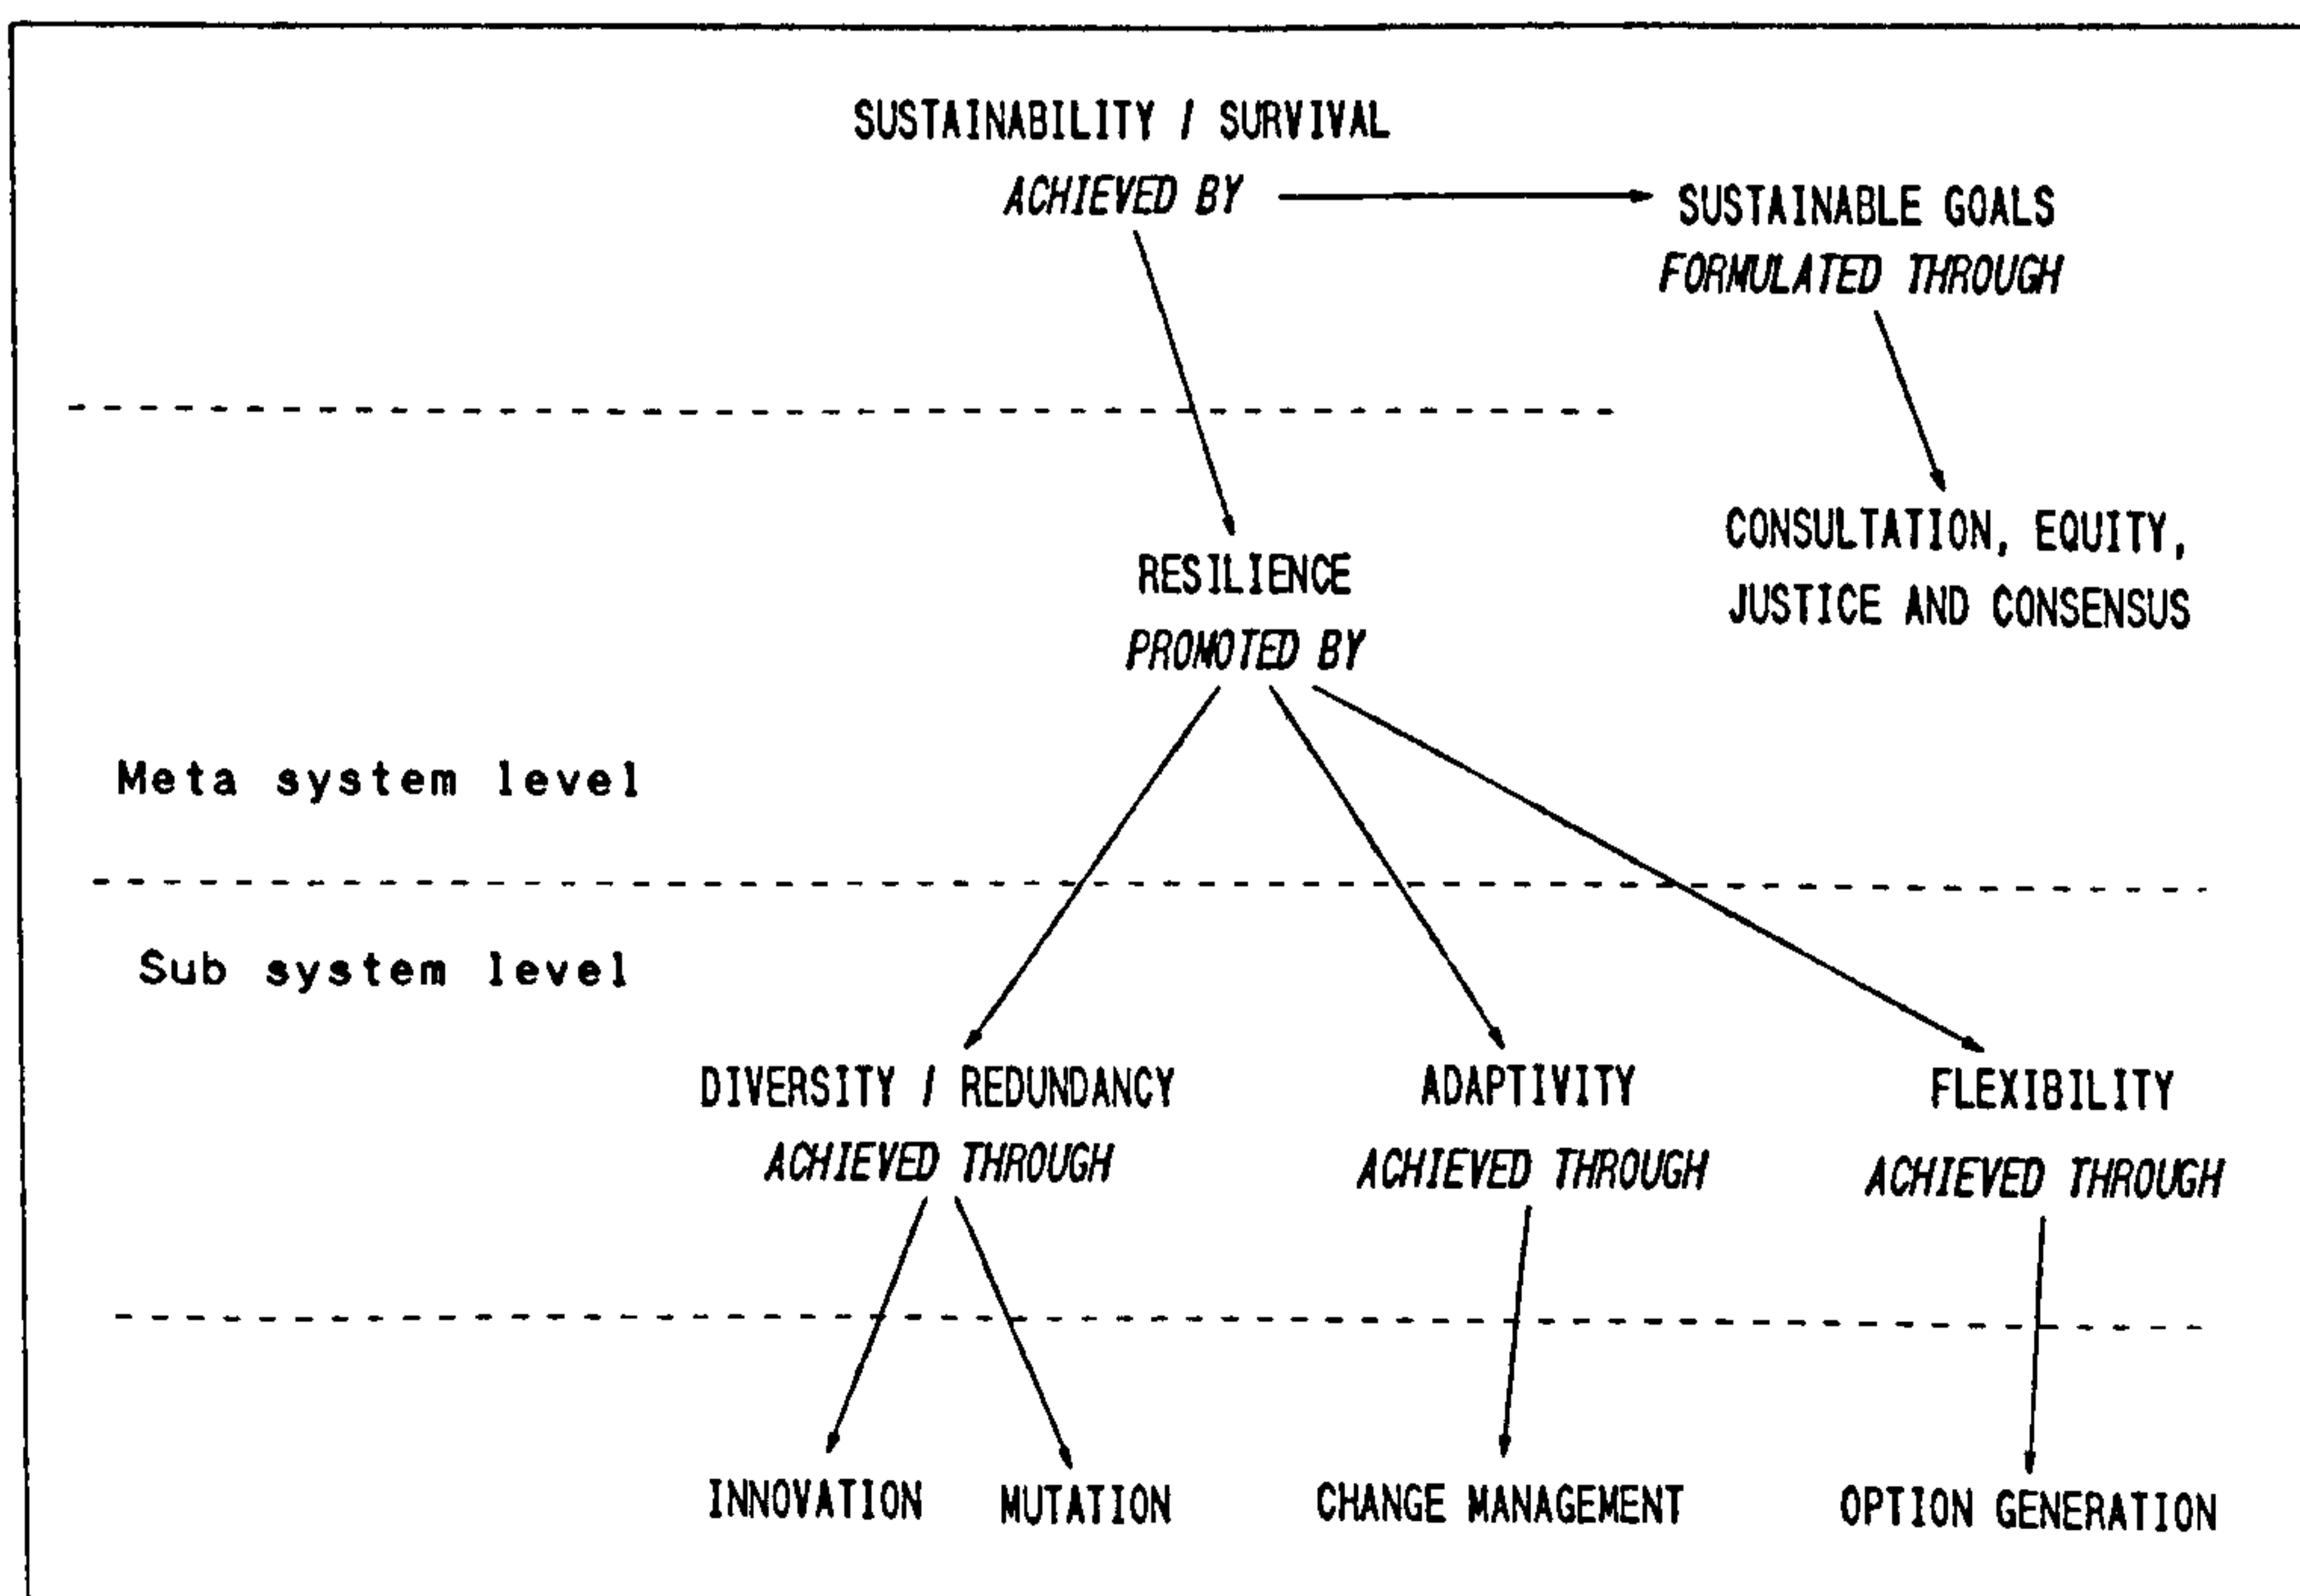 SUSTAINABILITY / SURVIVAL
ACHIEVED BY
SUSTAINABLE GOALS
FORMULATED THROUGH
CONSULTATION, EQUITY,
JUSTICE AND CONSENSUS
RESILIENCE
PROMOTED BY
Meta system level
Sub system level
DIVERSITY / REDUNDANCY
ACHIEVED THROUGH
ADAPTIVITY
ACHIEVED THROUGH
FLEXIBILITY
ACHIEVED THROUGH
INNOVATION
MUTATION
CHANGE MANAGEMENT
OPTION GENERATION